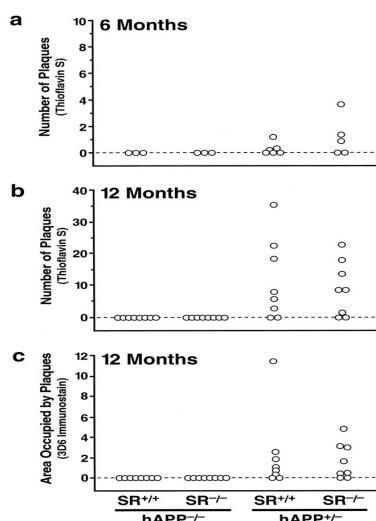 a
6 Months
Number of Plaques
(Thioflavin S)
10
8
6
4
2
0
b
12 Months
Number of Plaques
(Thioflavin S)
40
30
20
10
0
c
12 Months
Area Occupied by Plaques
(3D6 Immunostain)
12
10
8
6
4
2
0
SR+/+ SR−/− SR+/+ SR−/−
hAPP−/− hAPP+/−